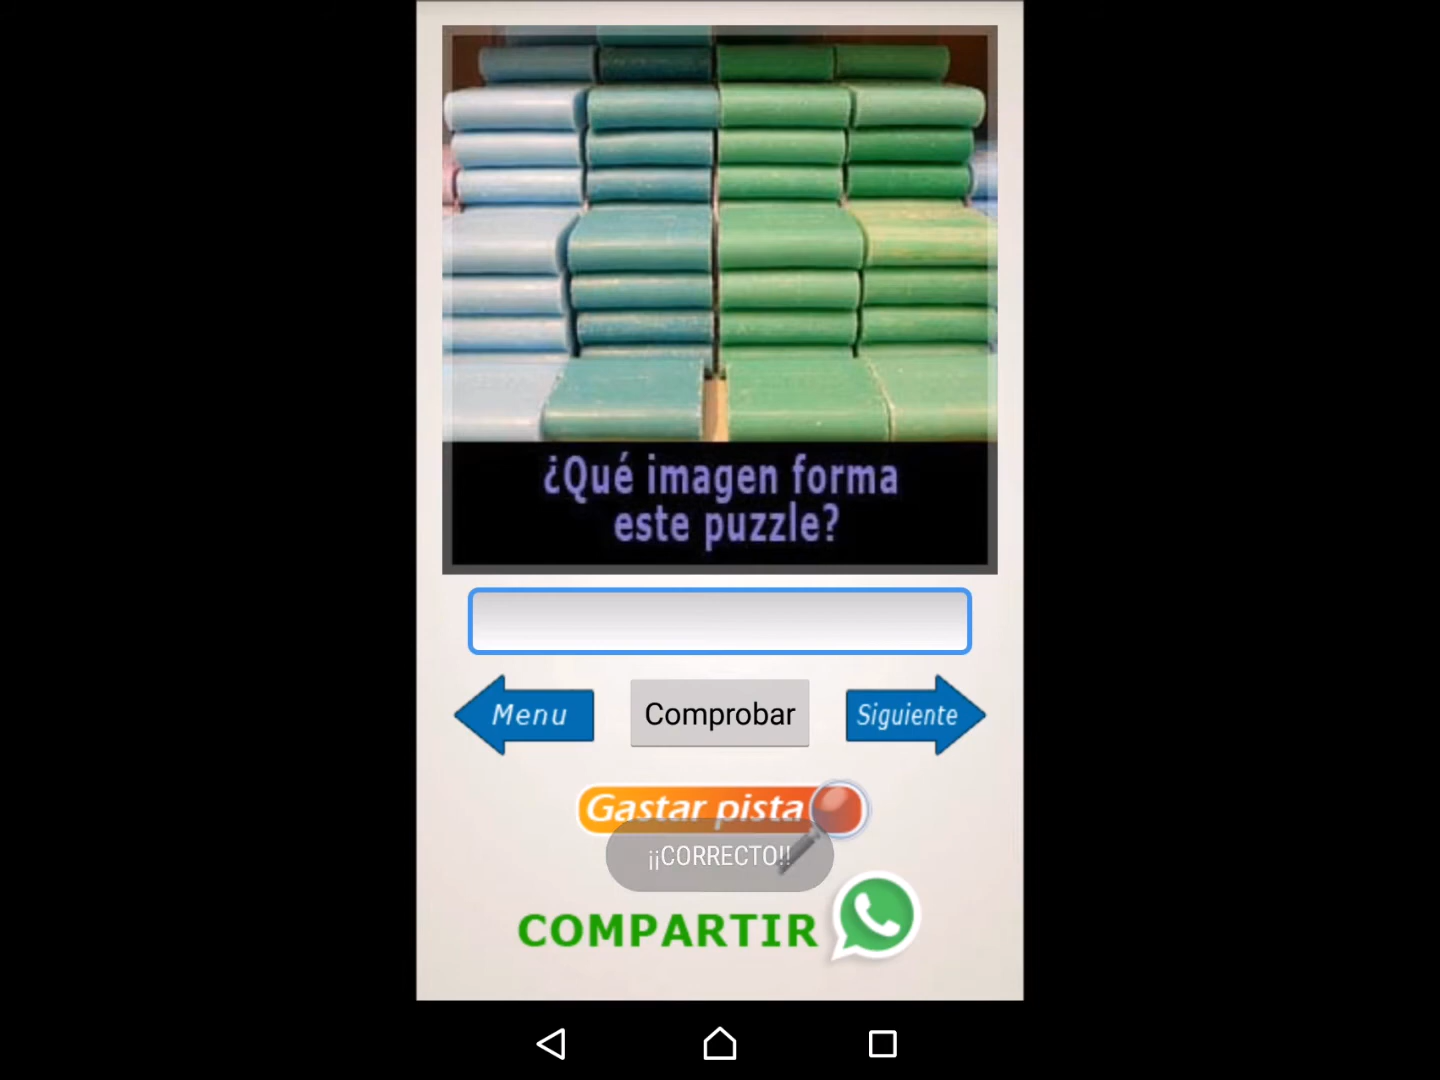 ¿Qué imagen forma
este puzzle?
Menu
Comprobar
Siguiente
Gastar pista
¡¡CORRECTO!!
COMPARTIR